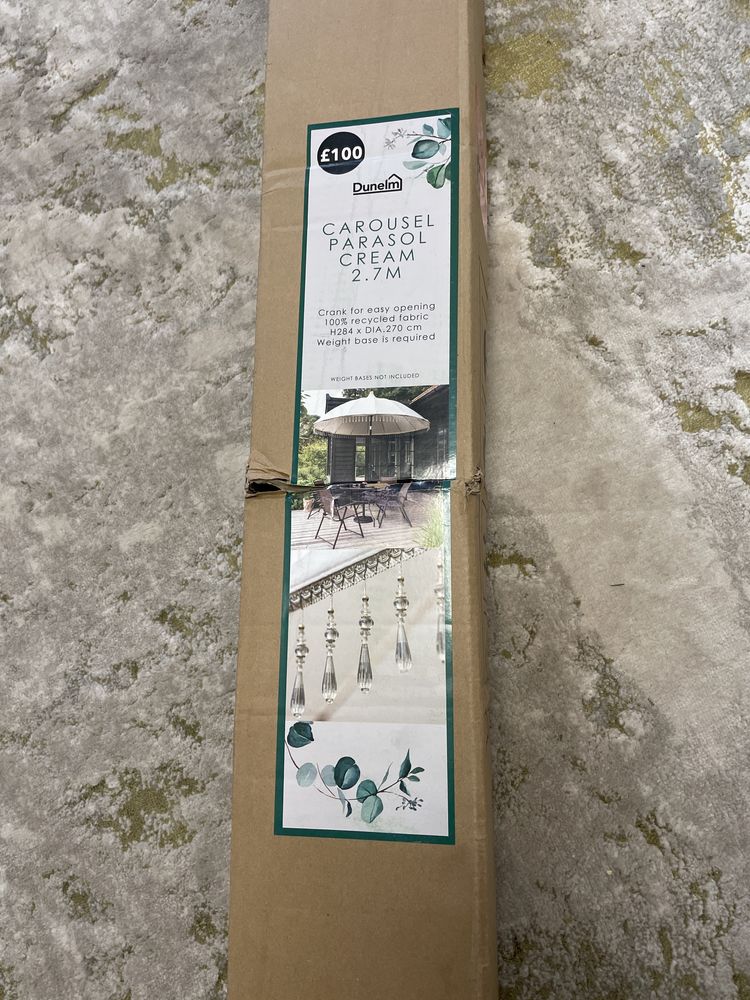 £100
Dunelm
CAROUSEL
PARASOL
CREAM
2.7M
Crank for easy opening
100% recycled fabric
H284 x DIA.270 cm
Weight base is required
WEIGHT BASES NOT INCLUDED